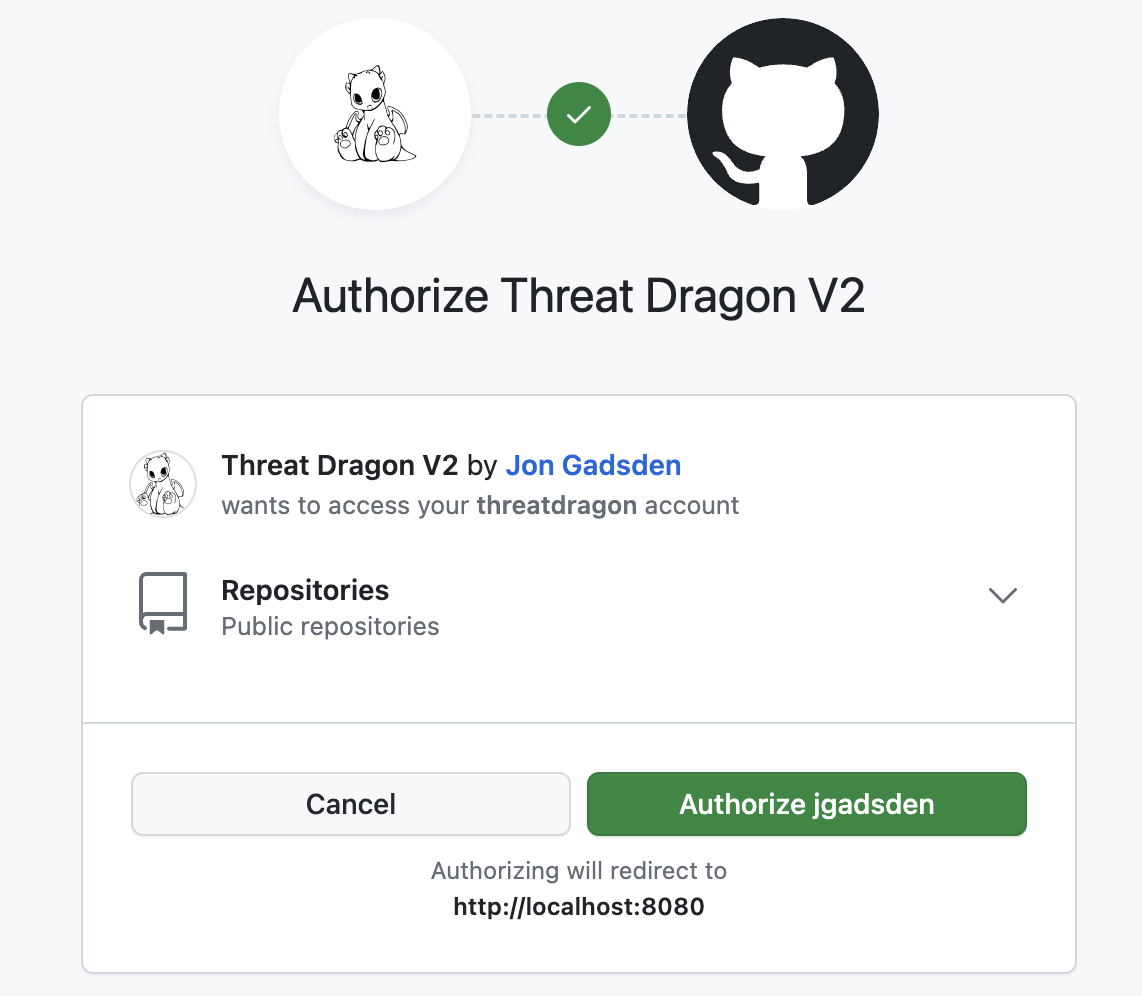 Authorize Threat Dragon V2
Threat Dragon V2 by Jon Gadsden
wants to access your threatdragon account
Repositories
Public repositories
Cancel
Authorize jgadsden
Authorizing will redirect to
http://localhost:8080